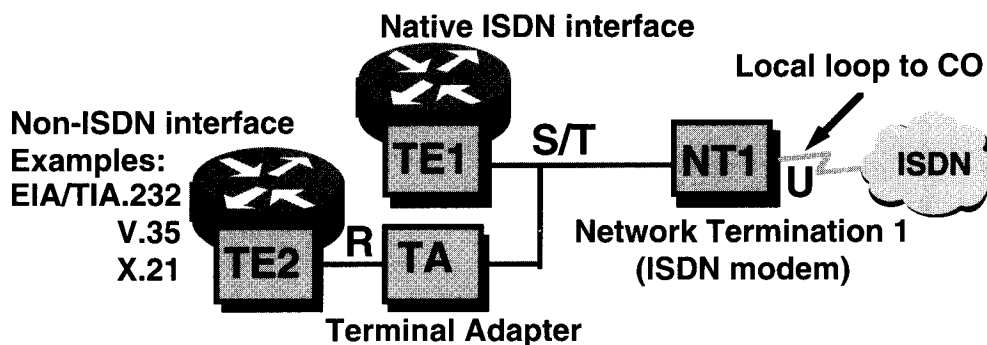 Native ISDN interface
Local loop to CO
Non-ISDN interface
Examples:
EIA/TIA.232
V.35
X.21
TE1
S/T
NT1
U
ISDN
TE2
R
TA
Network Termination 1
(ISDN modem)
Terminal Adapter